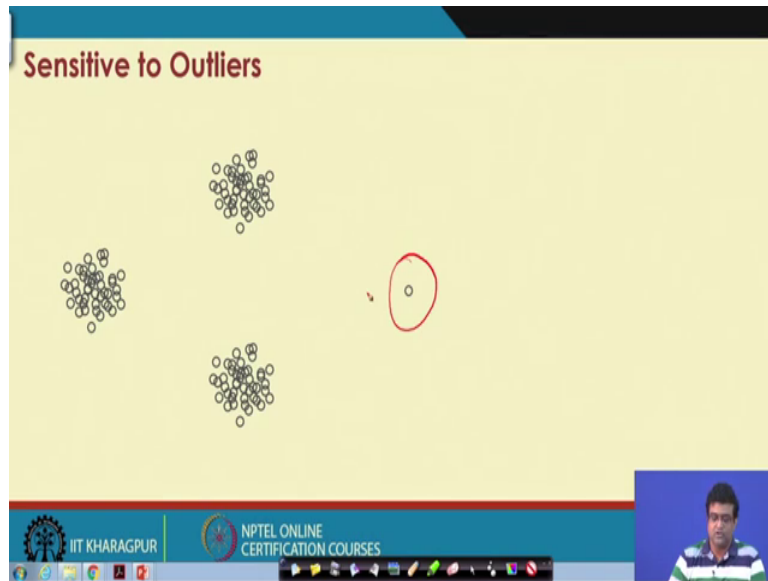 Sensitive to Outliers
IIT KHARAGPUR
NPTEL ONLINE
CERTIFICATION COURSES